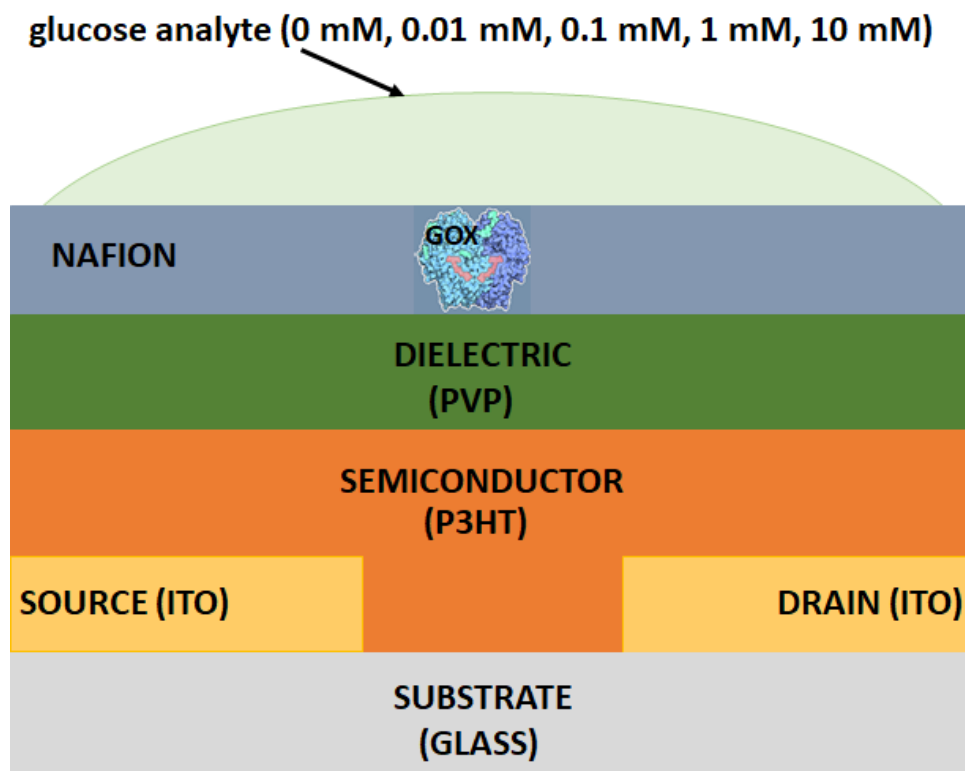 glucose analyte (0 mM, 0.01 mM, 0.1 mM, 1 mM, 10 mM)
NAFION
GOX
DIELECTRIC
(PVP)
SEMICONDUCTOR
(P3HT)
SOURCE (ITO)
DRAIN (ITO)
SUBSTRATE
(GLASS)